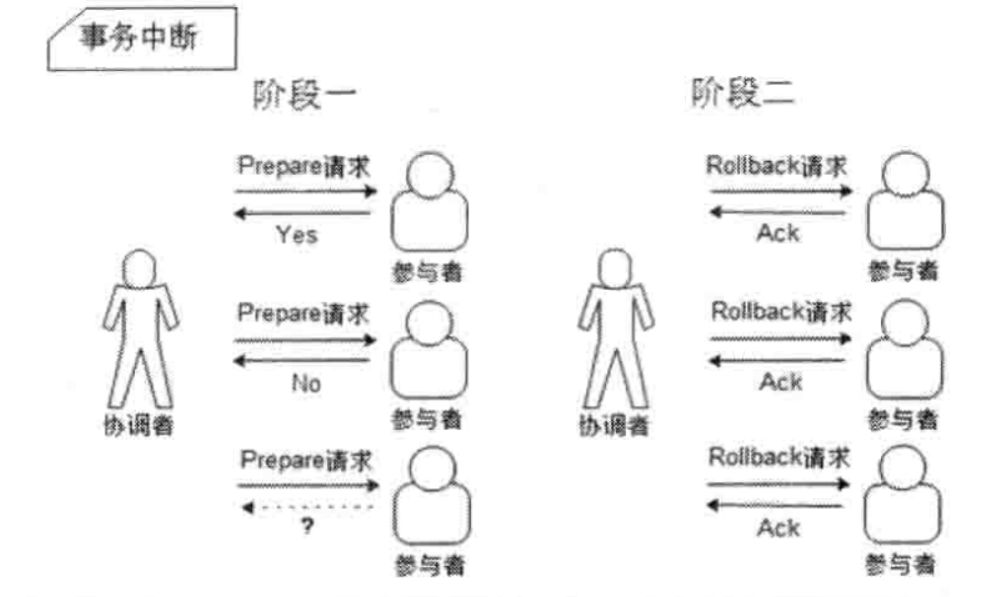 事务中断
阶段一
阶段二
Prepare请求
Yes
参与者
Prepare请求
No
参与者
Prepare请求
?
参与者
协调者
Rollback请求
Ack
参与者
Rollback请求
Ack
参与者
Rollback请求
Ack
参与者
协调者